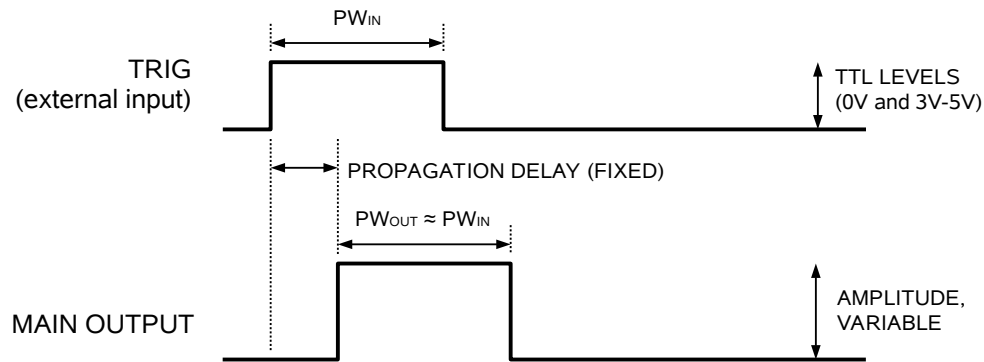 PWIN
TRIG
(external input)
TTL LEVELS
(0V and 3V-5V)
PROPAGATION DELAY (FIXED)
PWOUT ≈ PWIN
MAIN OUTPUT
AMPLITUDE,
VARIABLE